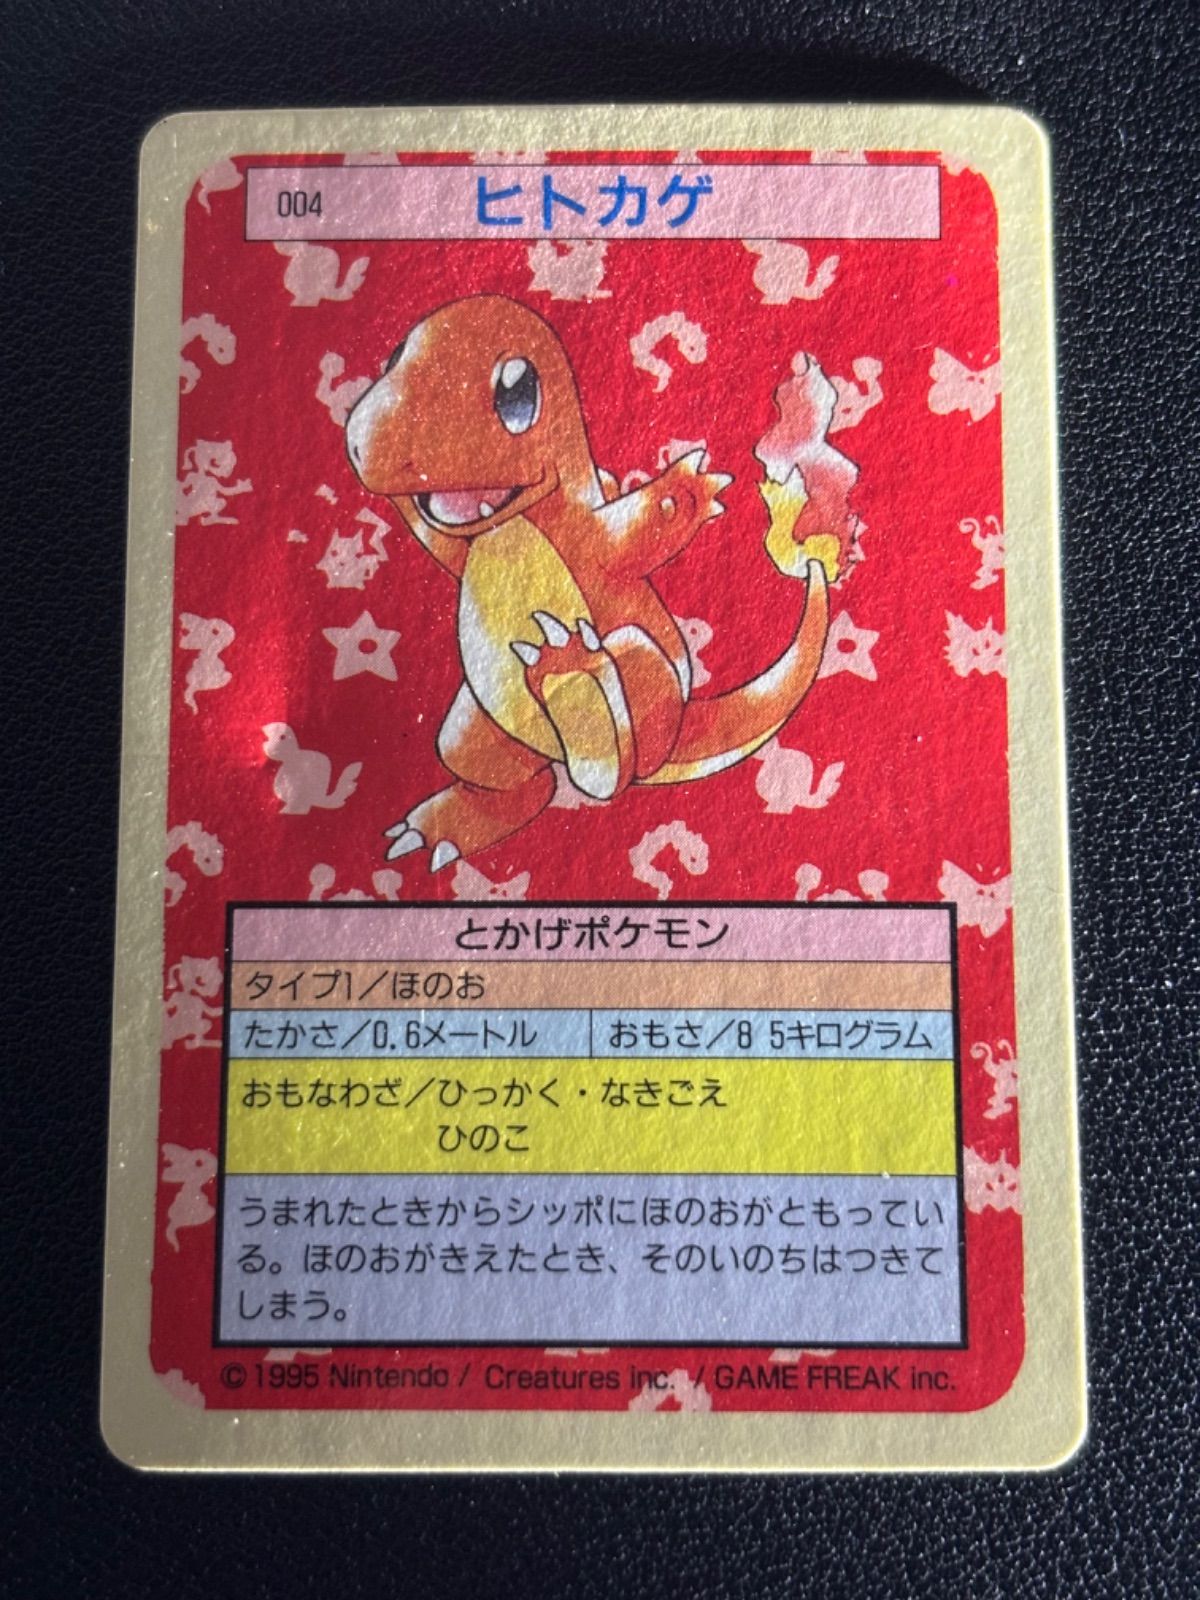 004 ヒトカゲ
とかげポケモン
タイプ1/ほのお
たかさ/0.6メートル おもさ/8 5キログラム
おもなわざ/ひっかく・なきごえ
ひのこ
うまれたときからシッポにほのおがともってい
る。ほのおがきえたとき、そのいのちはつきて
しまう。
© 1995 Nintendo / Creatures inc. / GAME FREAK inc.